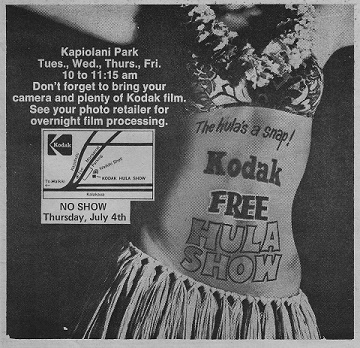 Kapiolani Park
Tues., Wed., Thurs., Fri.
10 to 11:15 am
Don't forget to bring your
camera and plenty of Kodak film.
See your photo retailer for
overnight film processing.
Kodak
KODAK HULA SHOW
Kalakaua
NO SHOW
Thursday, July 4th
The hula's a snap!
Kodak
FREE
HULA
SHOW